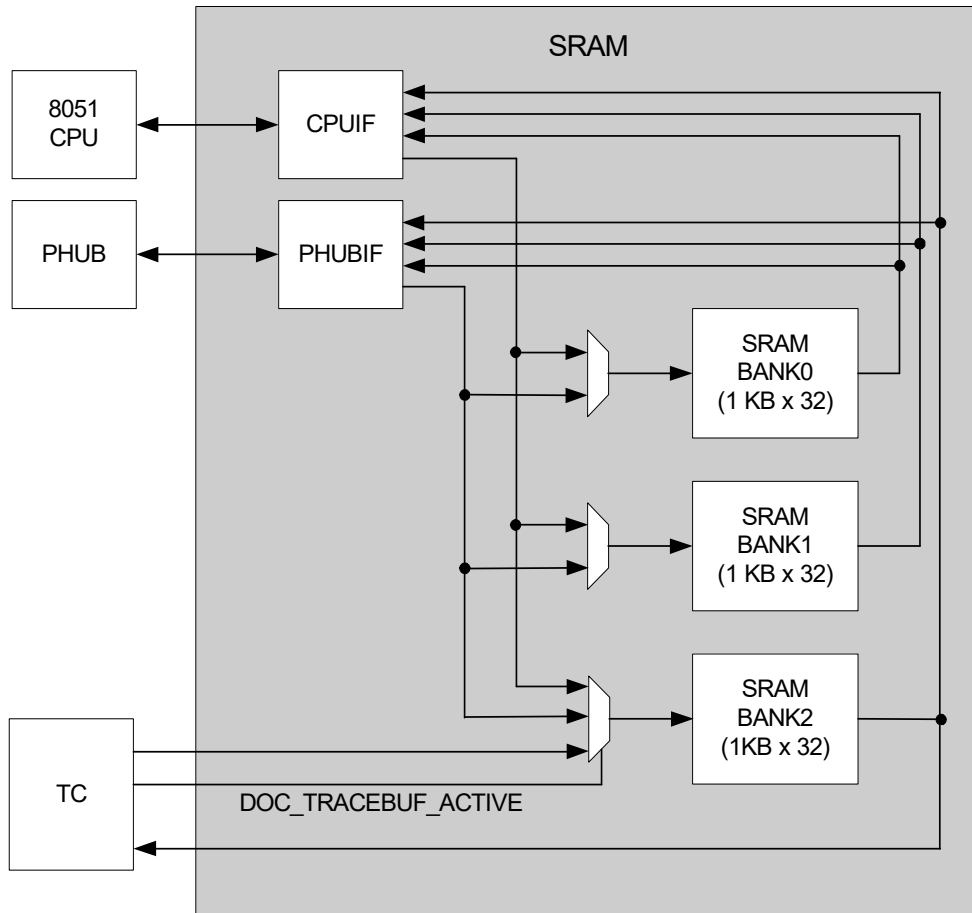 SRAM
8051
CPU
CPUIF
PHUB
PHUBIF
SRAM
BANK0
(1 KB x 32)
SRAM
BANK1
(1 KB x 32)
SRAM
BANK2
(1KB x 32)
TC
DOC_TRACEBUF_ACTIVE